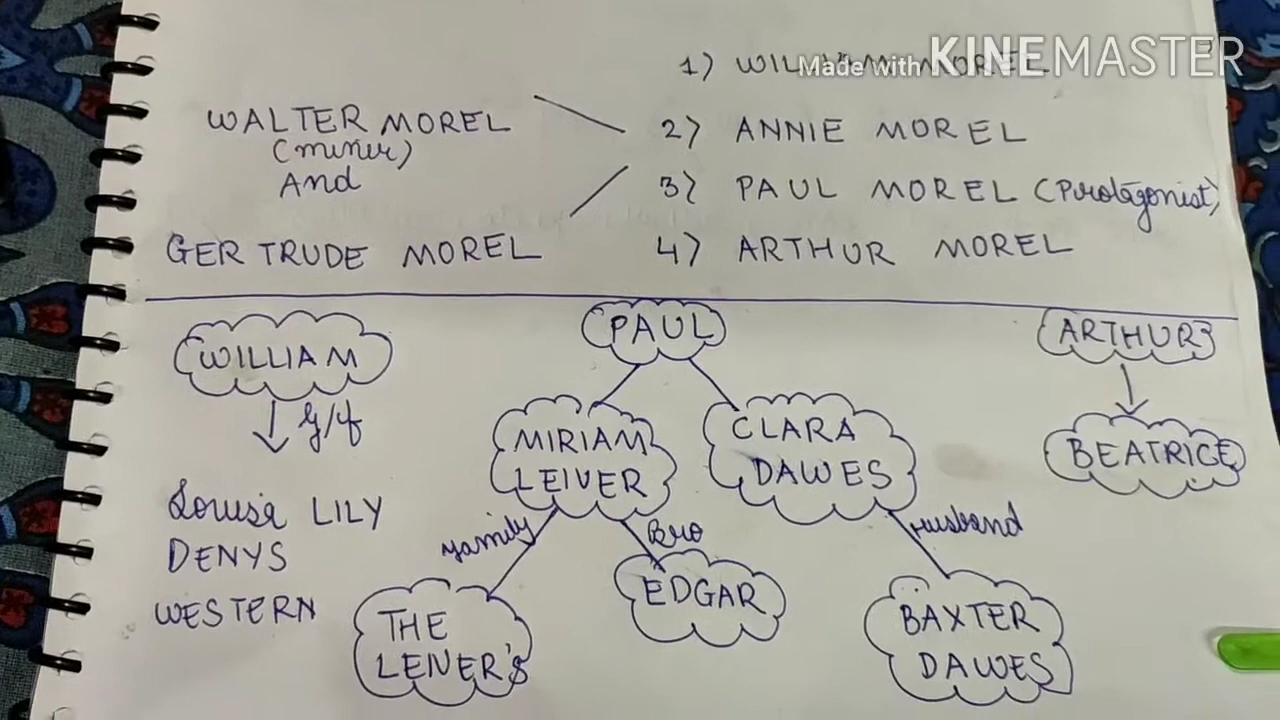 1) WILLIAM MOREL
Made with KINEMASTER
WALTER MOREL
(miner)
And
GERTRUDE MOREL
2) ANNIE MOREL
3) PAUL MOREL (Protagonist)
4) ARTHUR MOREL
WILLIAM
g/f
Louisa LILY
DENYS
WESTERN
PAUL
MIRIAM
LEIVER
family
THE
LEIVER'S
Bro
EDGAR
CLARA
DAWES
Husband
BAXTER
DAWES
ARTHUR
BEATRICE